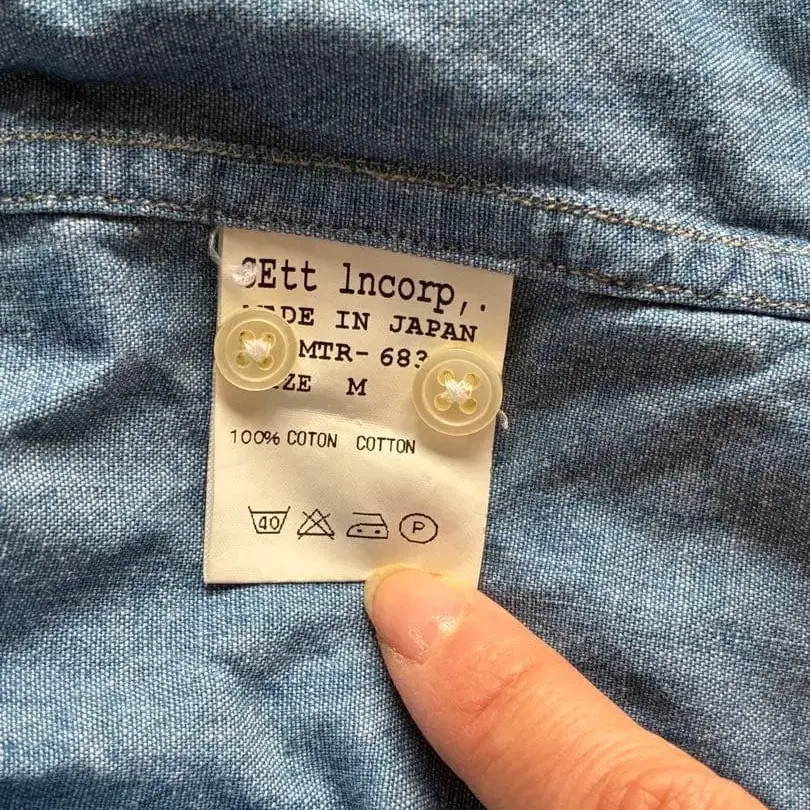 SEtt lncorp,.
MADE IN JAPAN
MTR-683
SIZE M
100% COTON COTTON
40 P